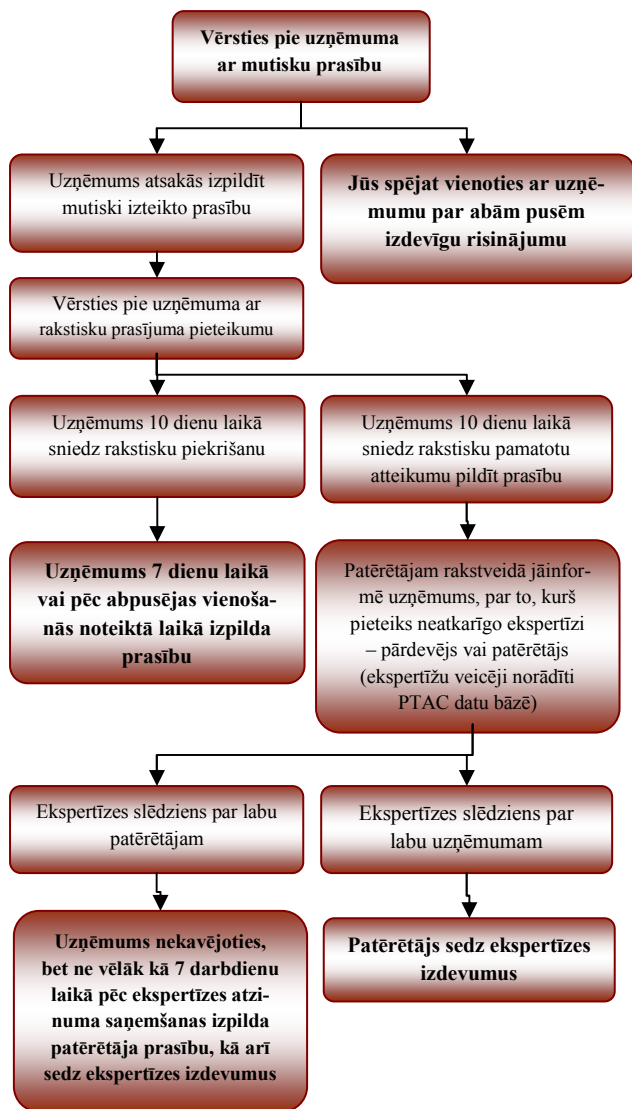 Vērsties pie uzņēmuma
ar mutisku prasību
Uzņēmums atsakās izpildīt
mutiski izteikto prasību
Jūs spējat vienoties ar uzņē-
mumu par abām pusēm
izdevīgu risinājumu
Vērsties pie uzņēmuma ar
rakstisku prasījuma pieteikumu
Uzņēmums 10 dienu laikā
sniedz rakstisku piekrišanu
Uzņēmums 10 dienu laikā
sniedz rakstisku pamatotu
atteikumu pildīt prasību
Uzņēmums 7 dienu laikā
vai pēc abpusējas vienoša-
nās noteiktā laikā izpilda
prasību
Patērētājam rakstveidā jāinfor-
mē uzņēmums, par to, kurš
pieteiks neatkarīgo ekspertīzi
– pārdevējs vai patērētājs
(ekspertīžu veicēji norādīti
PTAC datu bāzē)
Ekspertīzes slēdziens par labu
patērētājam
Ekspertīzes slēdziens par
labu uzņēmumam
Uzņēmums nekavējoties,
bet ne vēlāk kā 7 darbdienu
laikā pēc ekspertīzes atzi-
numa saņemšanas izpilda
patērētāja prasību, kā arī
sedz ekspertīzes izdevumus
Patērētājs sedz ekspertīzes
izdevumus